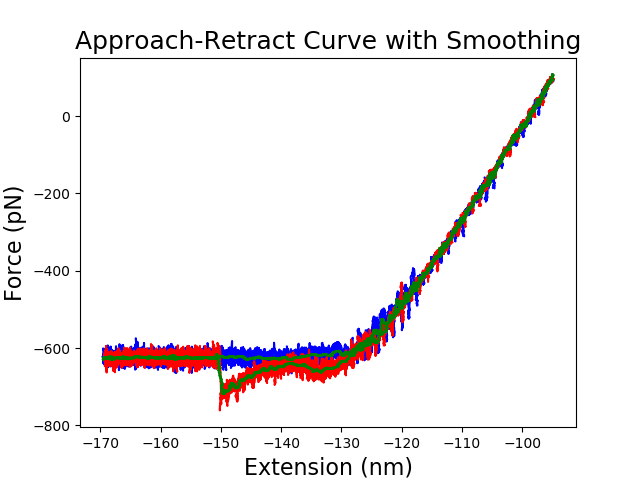 Approach-Retract Curve with Smoothing
Force (pN)
0
−200
−400
−600
−800
−170 −160 −150 −140 −130 −120 −110 −100
Extension (nm)